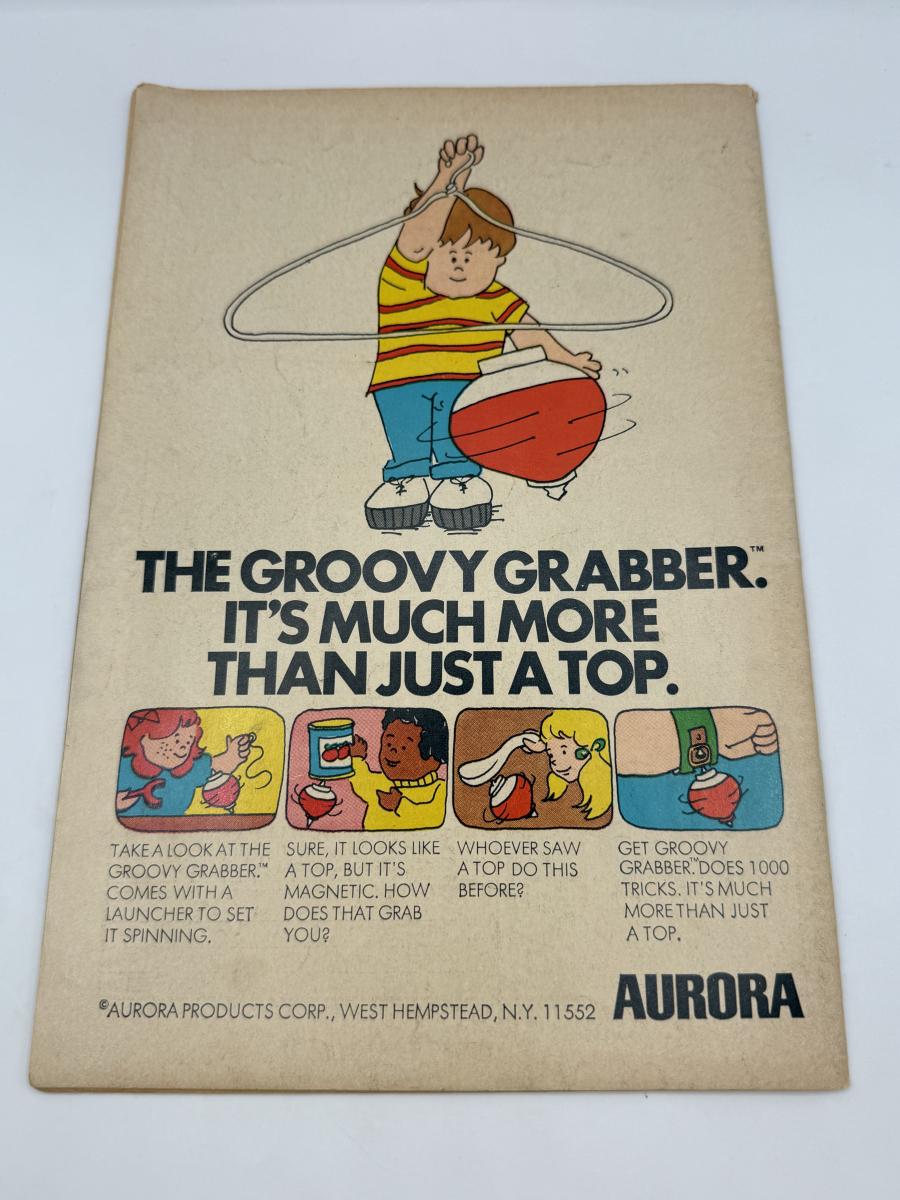 THE GROOVY GRABBER.™
IT'S MUCH MORE
THAN JUST A TOP.
TAKE A LOOK AT THE
GROOVY GRABBER.™
COMES WITH A
LAUNCHER TO SET
IT SPINNING.
SURE, IT LOOKS LIKE
A TOP, BUT IT'S
MAGNETIC. HOW
DOES THAT GRAB
YOU?
WHOEVER SAW
A TOP DO THIS
BEFORE?
GET GROOVY
GRABBER.™ DOES 1000
TRICKS. IT'S MUCH
MORE THAN JUST
A TOP.
©AURORA PRODUCTS CORP., WEST HEMPSTEAD, N.Y. 11552
AURORA